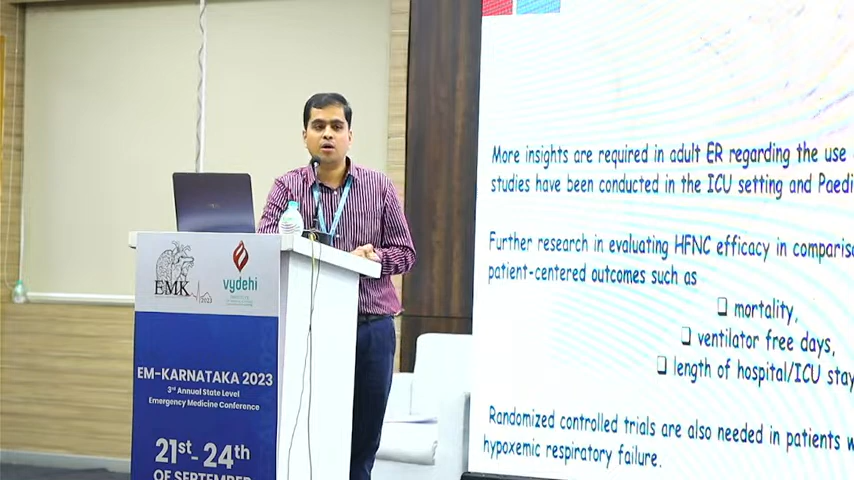 EMK
2023
vydehi
EM-KARNATAKA 2023
3rd Annual State Level
Emergency Medicine Conference
21st - 24th
OF SEPTEMBER
More insights are required in adult ER regarding the use
studies have been conducted in the ICU setting and Paedi
Further research in evaluating HFNC efficacy in compariso
patient-centered outcomes such as
❑ mortality,
❑ ventilator free days,
❑ length of hospital/ICU stay
Randomized controlled trials are also needed in patients w
hypoxemic respiratory failure.